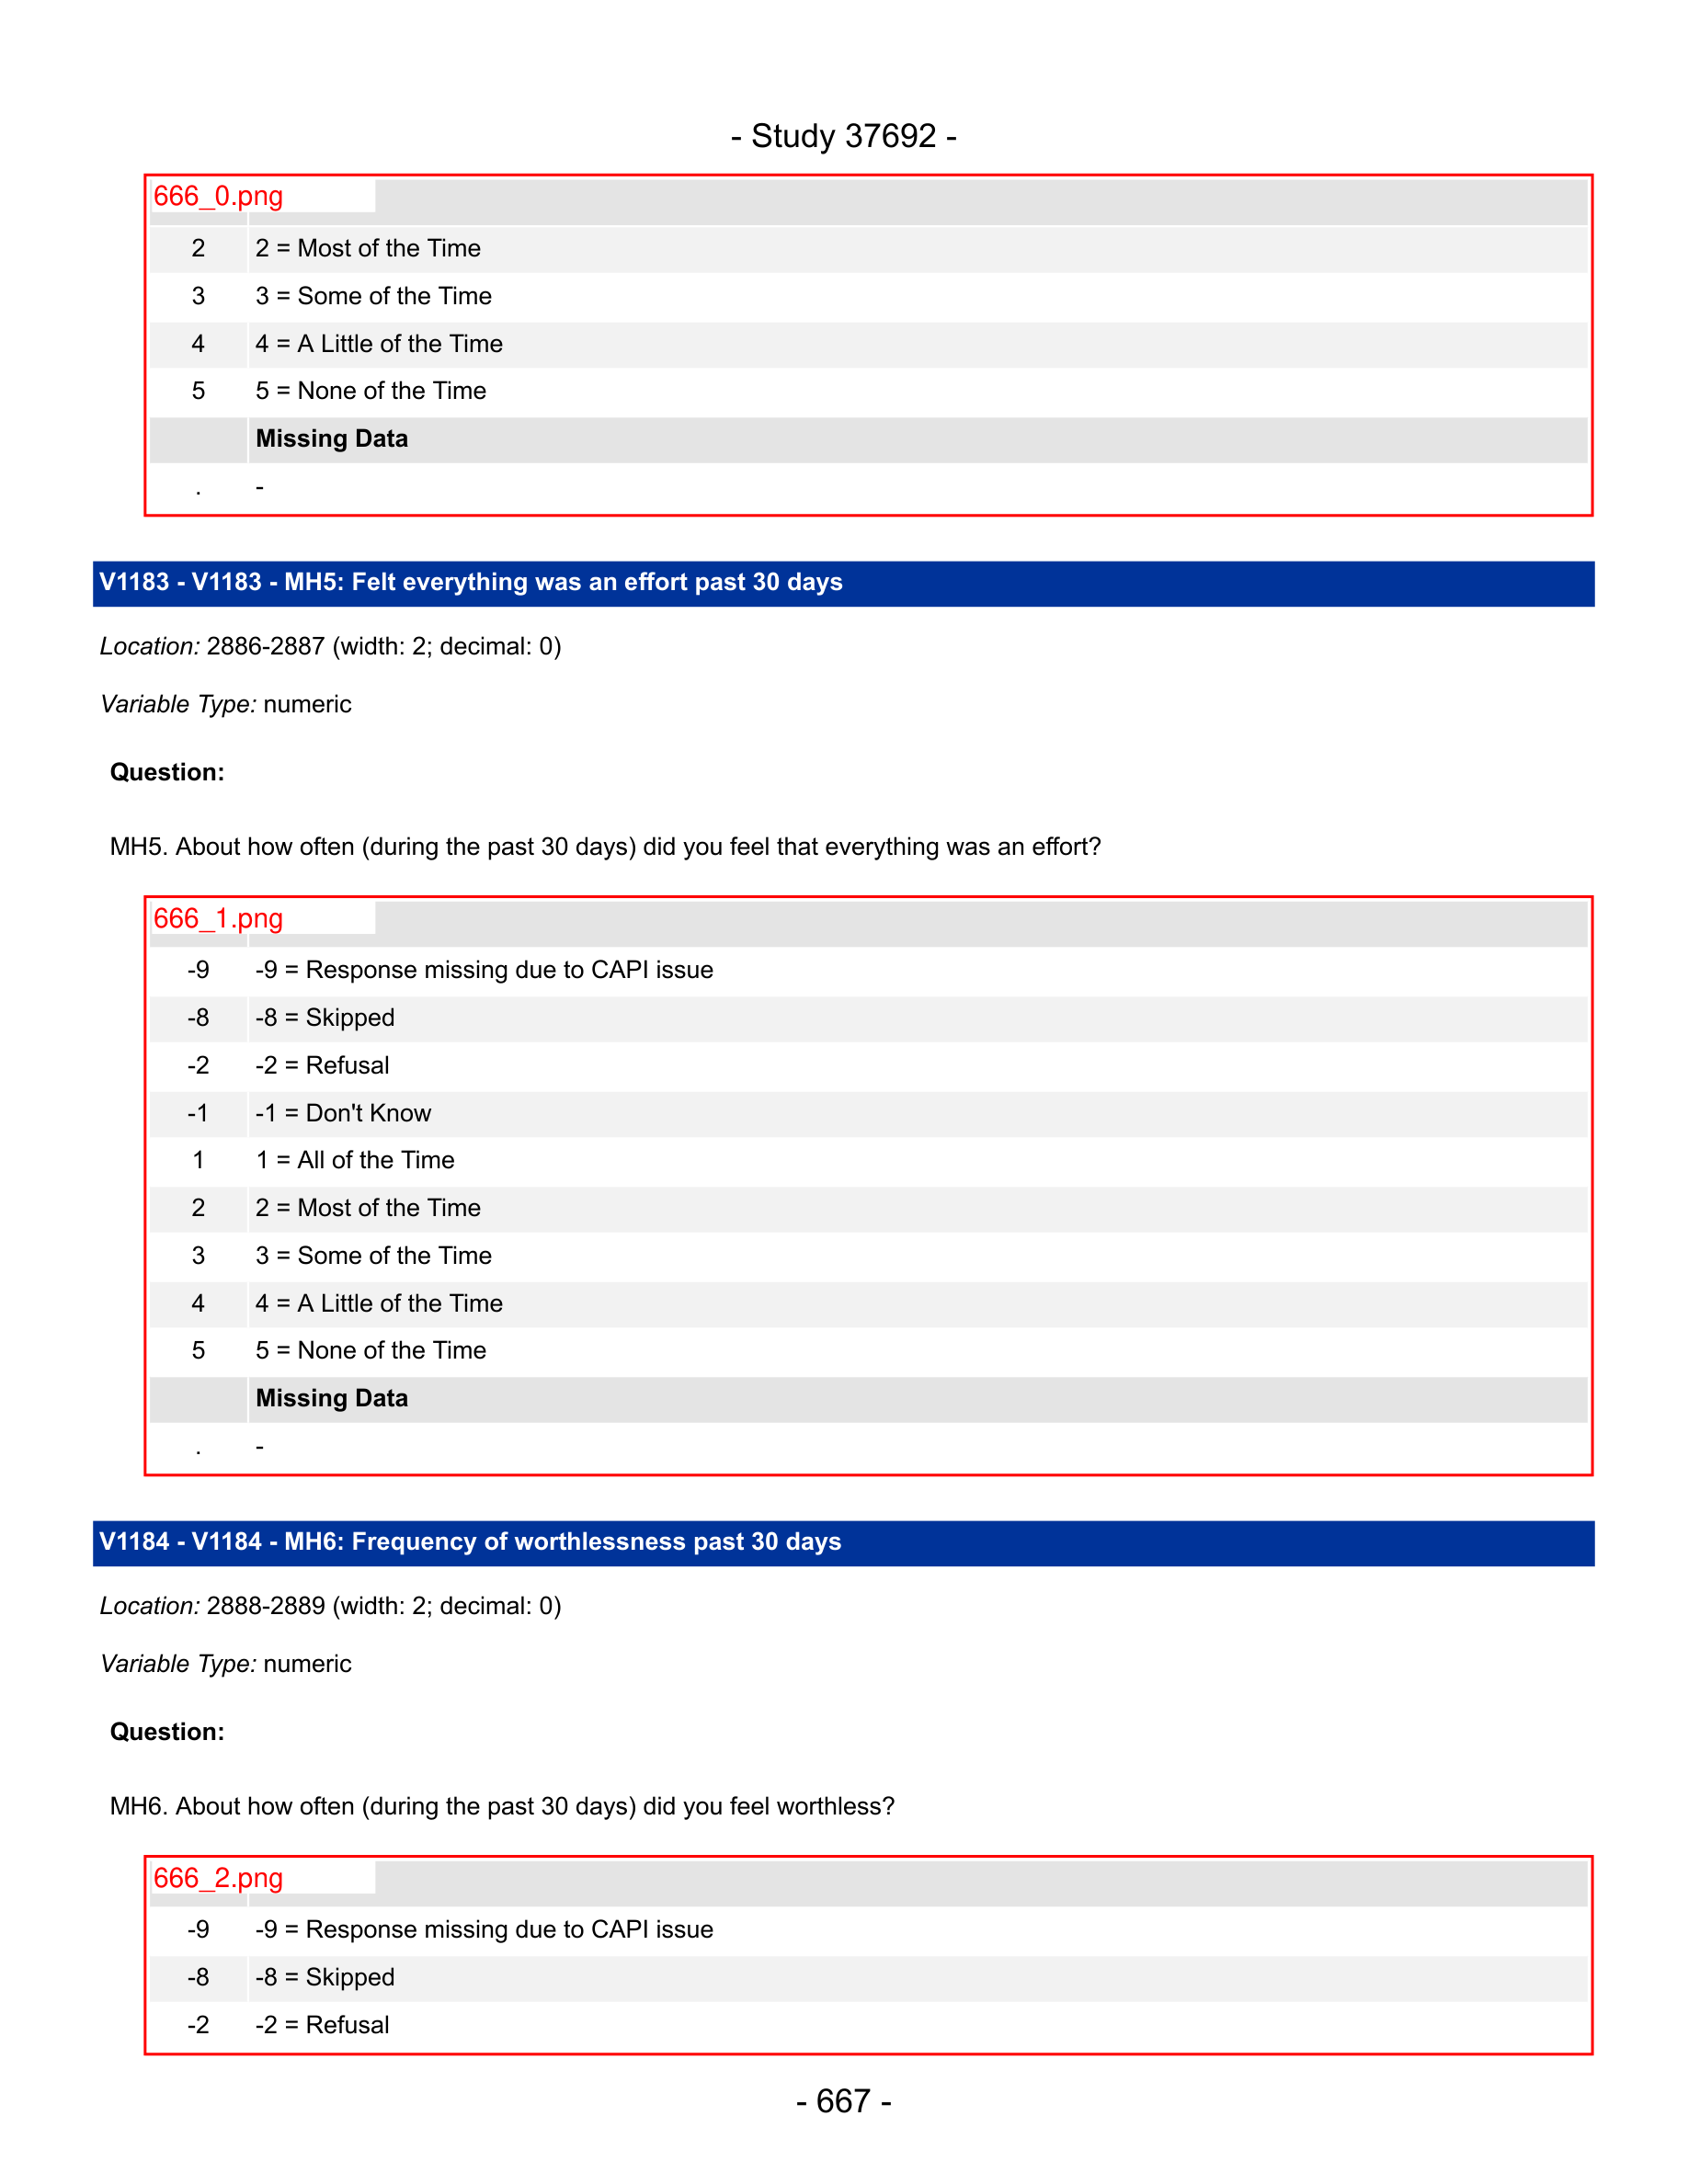 - Study 37692 -
666_0.png
2 2 = Most of the Time
3 3 = Some of the Time
4 4 = A Little of the Time
5 5 = None of the Time
Missing Data
. -
V1183 - V1183 - MH5: Felt everything was an effort past 30 days
Location: 2886-2887 (width: 2; decimal: 0)
Variable Type: numeric
Question:
MH5. About how often (during the past 30 days) did you feel that everything was an effort?
666_1.png
-9 -9 = Response missing due to CAPI issue
-8 -8 = Skipped
-2 -2 = Refusal
-1 -1 = Don't Know
1 1 = All of the Time
2 2 = Most of the Time
3 3 = Some of the Time
4 4 = A Little of the Time
5 5 = None of the Time
Missing Data
. -
V1184 - V1184 - MH6: Frequency of worthlessness past 30 days
Location: 2888-2889 (width: 2; decimal: 0)
Variable Type: numeric
Question:
MH6. About how often (during the past 30 days) did you feel worthless?
666_2.png
-9 -9 = Response missing due to CAPI issue
-8 -8 = Skipped
-2 -2 = Refusal
- 667 -